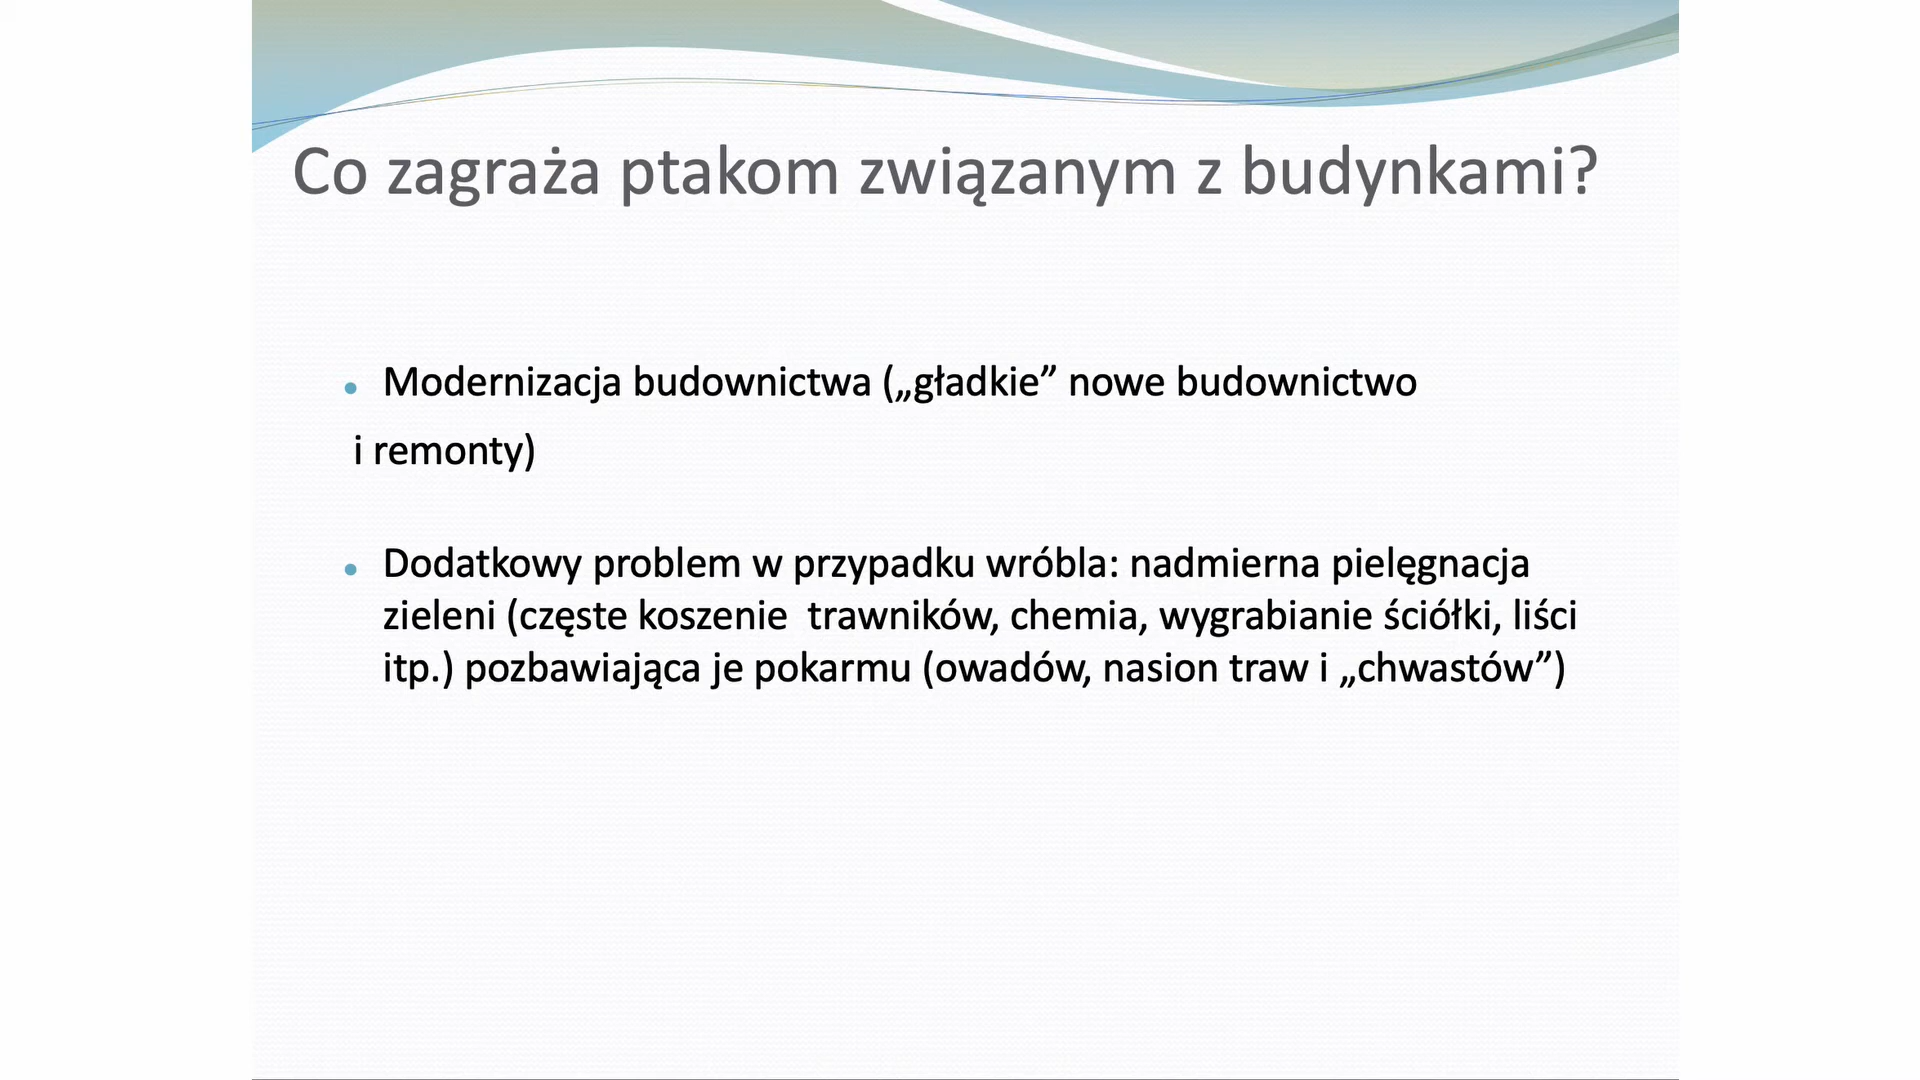 Co zagraża ptakom związanym z budynkami?
• Modernizacja budownictwa („gładkie” nowe budownictwo
i remonty)
• Dodatkowy problem w przypadku wróbla: nadmierna pielęgnacja
zieleni (częste koszenie  trawników, chemia, wygrabianie ściółki, liści
itp.) pozbawiająca je pokarmu (owadów, nasion traw i „chwastów”)